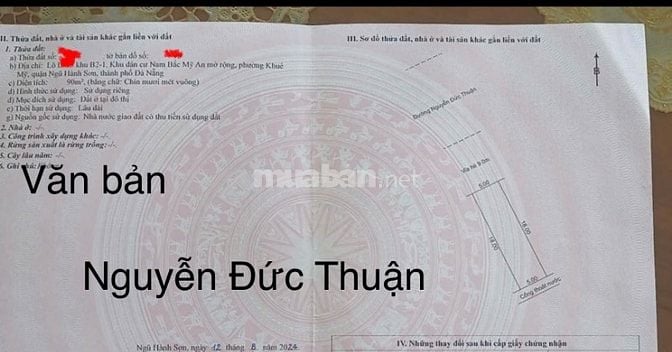 II. Thửa đất, nhà ở và tài sản khác gắn liền với đất
1. Thửa đất:
a) Thửa đất số: tờ bản đồ số:
b) Địa chỉ: Lô khu B2-1, Khu dân cư Nam Bắc Mỹ An mở rộng, phường Khuê
Mỹ, quận Ngũ Hành Sơn, thành phố Đà Nẵng
c) Diện tích: 90m², (bằng chữ: Chín mươi mét vuông)
d) Hình thức sử dụng: Sử dụng riêng
đ) Mục đích sử dụng: Đất ở tại đô thị
e) Thời hạn sử dụng: Lâu dài
g) Nguồn gốc sử dụng: Nhà nước giao đất có thu tiền sử dụng đất
2. Nhà ở: -/-
3. Công trình xây dựng khác: -/-
4. Rừng sản xuất là rừng trồng: -/-
5. Cây lâu năm: -/-
6. Ghi chú:
Văn bản
Nguyễn Đức Thuận
Ngũ Hành Sơn, ngày 12 tháng 8 năm 2024
III. Sơ đồ thửa đất, nhà ở và tài sản khác gắn liền với đất
B
Đường Nguyễn Đức Thuận
Vỉa hè 9.0m
5.00
18.00
18.00
5.00
Cống thoát nước
muaban.net
IV. Những thay đổi sau khi cấp giấy chứng nhận